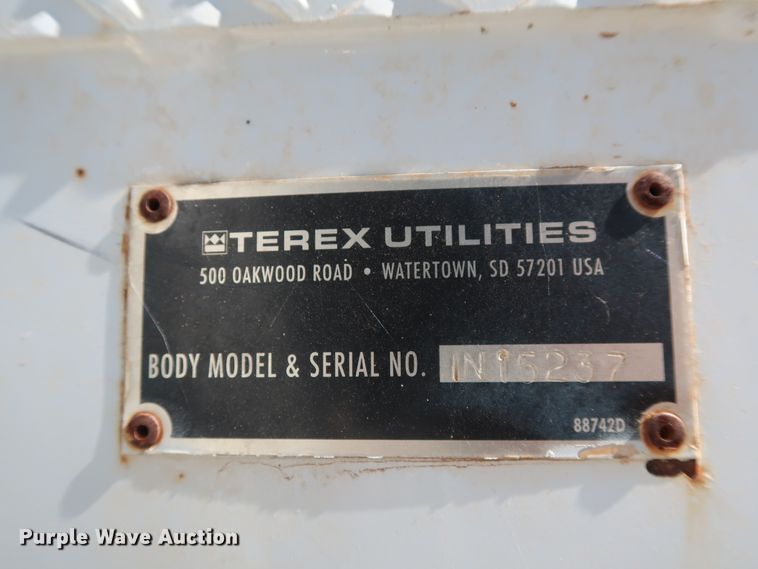 TEREX UTILITIES
500 OAKWOOD ROAD • WATERTOWN, SD 57201 USA
BODY MODEL & SERIAL NO. IN15237
88742D
Purple Wave Auction